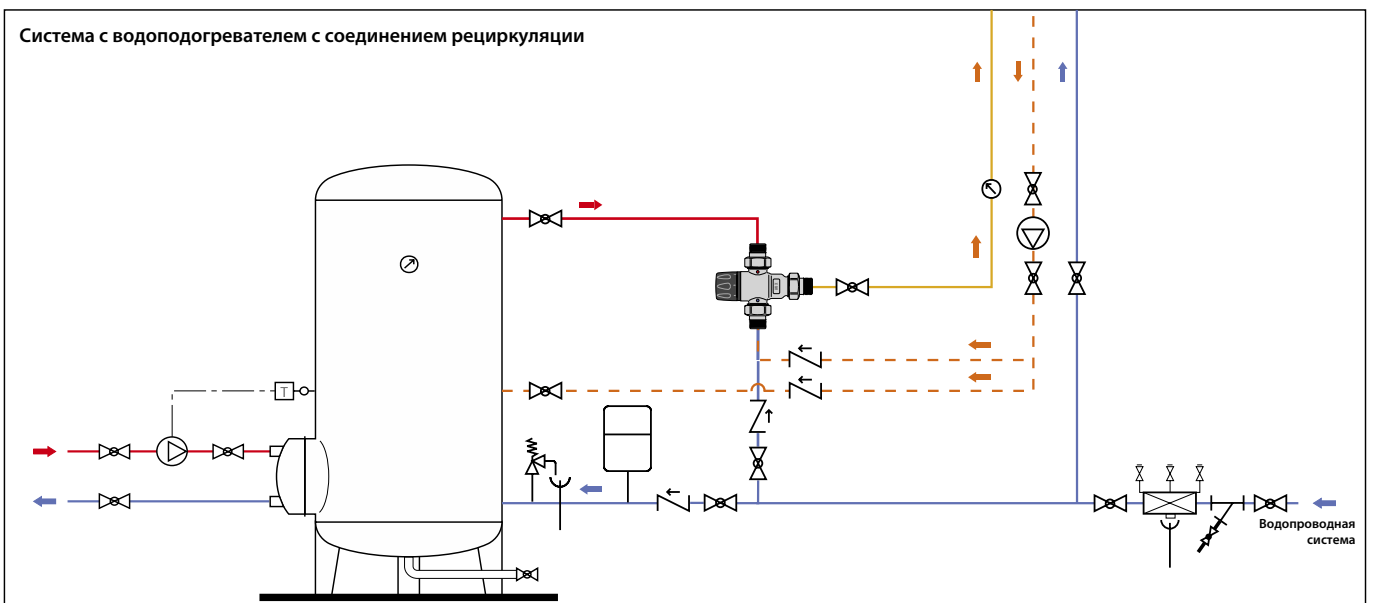 Система с водоподогревателем с соединением рециркуляции
T
Водопроводная
система